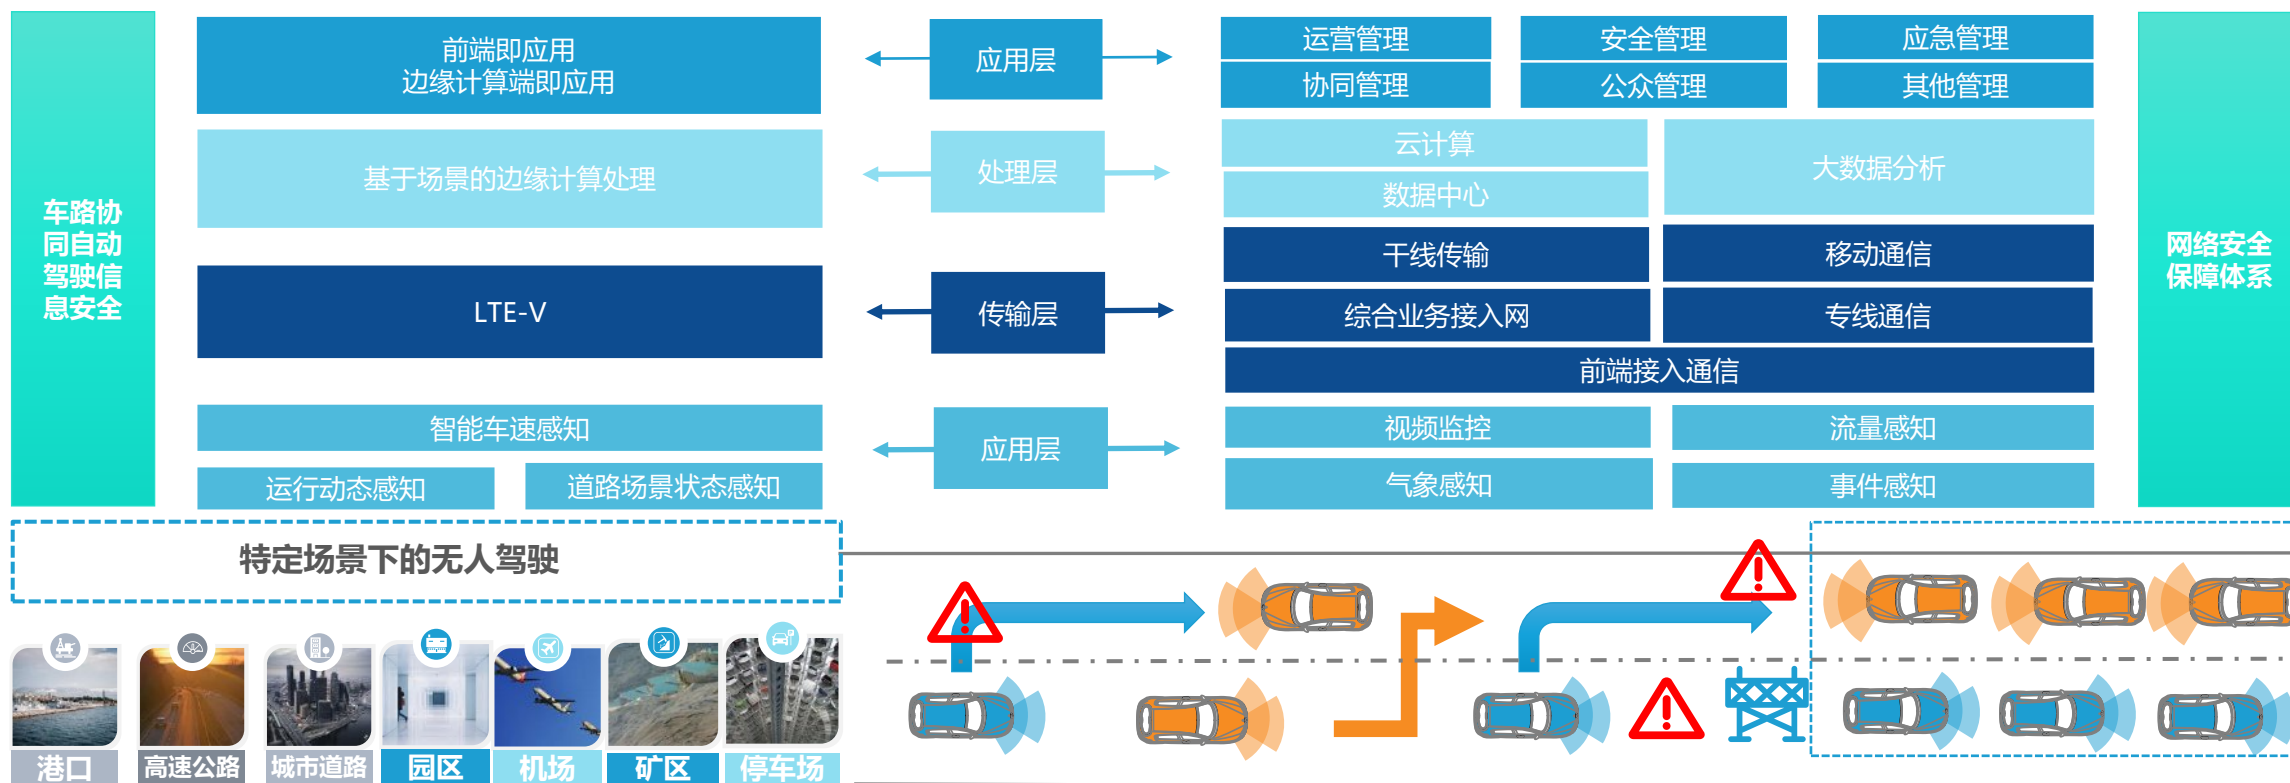 车路协
同自动
驾驶信
息安全
前端即应用
边缘计算端即应用
应用层
运营管理
安全管理
应急管理
协同管理
公众管理
其他管理
基于场景的边缘计算处理
处理层
云计算
数据中心
大数据分析
LTE-V
传输层
干线传输
移动通信
综合业务接入网
专线通信
前端接入通信
智能车速感知
运行动态感知
道路场景状态感知
应用层
视频监控
流量感知
气象感知
事件感知
网络安全
保障体系
特定场景下的无人驾驶
港口
高速公路
城市道路
园区
机场
矿区
停车场